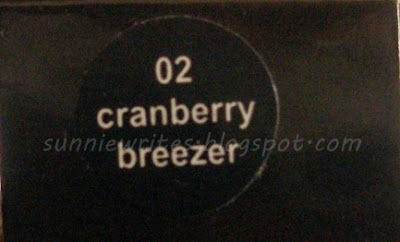 02
cranberry
sunniewrites.blogspot.com
breezer